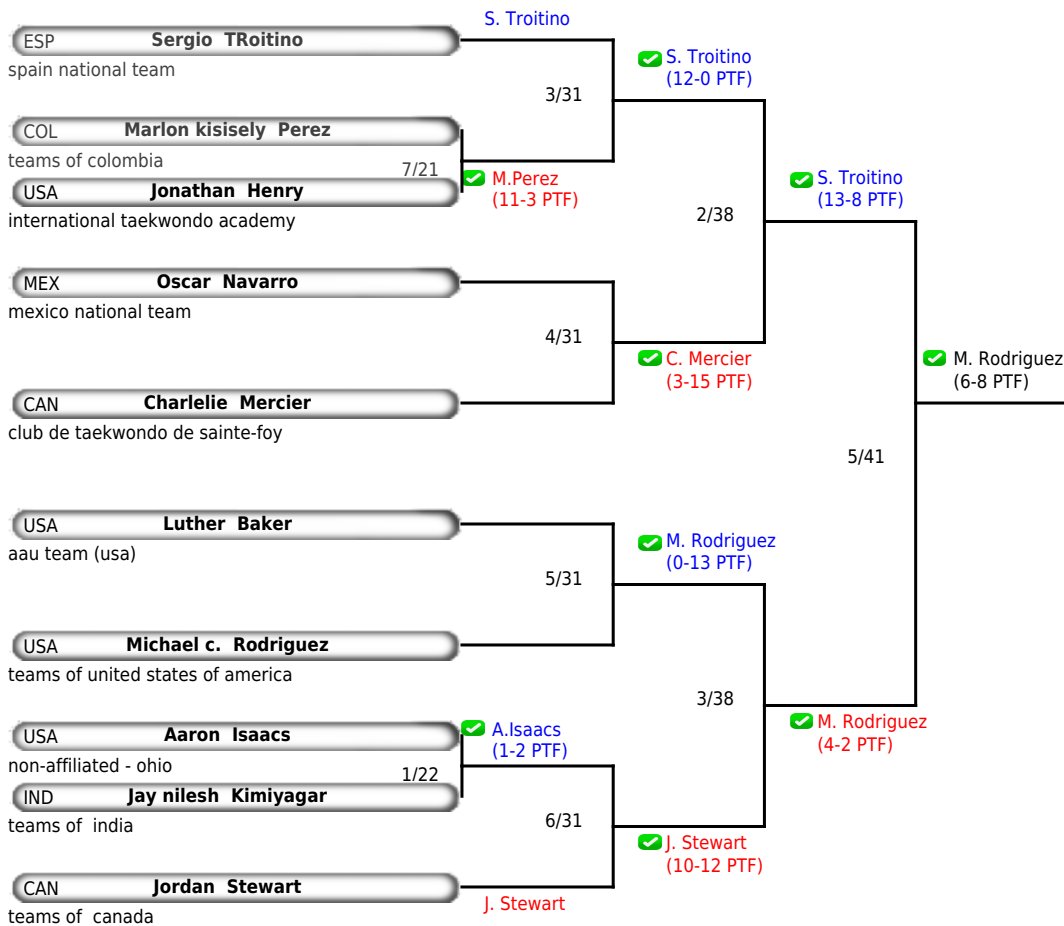 S. Troitino
ESP Sergio TRoitino
spain national team
S. Troitino
(12-0 PTF)
3/31
COL Marlon kisisely Perez
teams of colombia
7/21
M.Perez
(11-3 PTF)
USA Jonathan Henry
international taekwondo academy
S. Troitino
(13-8 PTF)
2/38
MEX Oscar Navarro
mexico national team
4/31
C. Mercier
(3-15 PTF)
CAN Charlelie Mercier
club de taekwondo de sainte-foy
M. Rodriguez
(6-8 PTF)
5/41
USA Luther Baker
aau team (usa)
M. Rodriguez
(0-13 PTF)
5/31
USA Michael c. Rodriguez
teams of united states of america
3/38
M. Rodriguez
(4-2 PTF)
USA Aaron Isaacs
non-affiliated - ohio
A.Isaacs
(1-2 PTF)
1/22
IND Jay nilesh Kimiyagar
teams of  india
6/31
J. Stewart
(10-12 PTF)
CAN Jordan Stewart
teams of  canada
J. Stewart